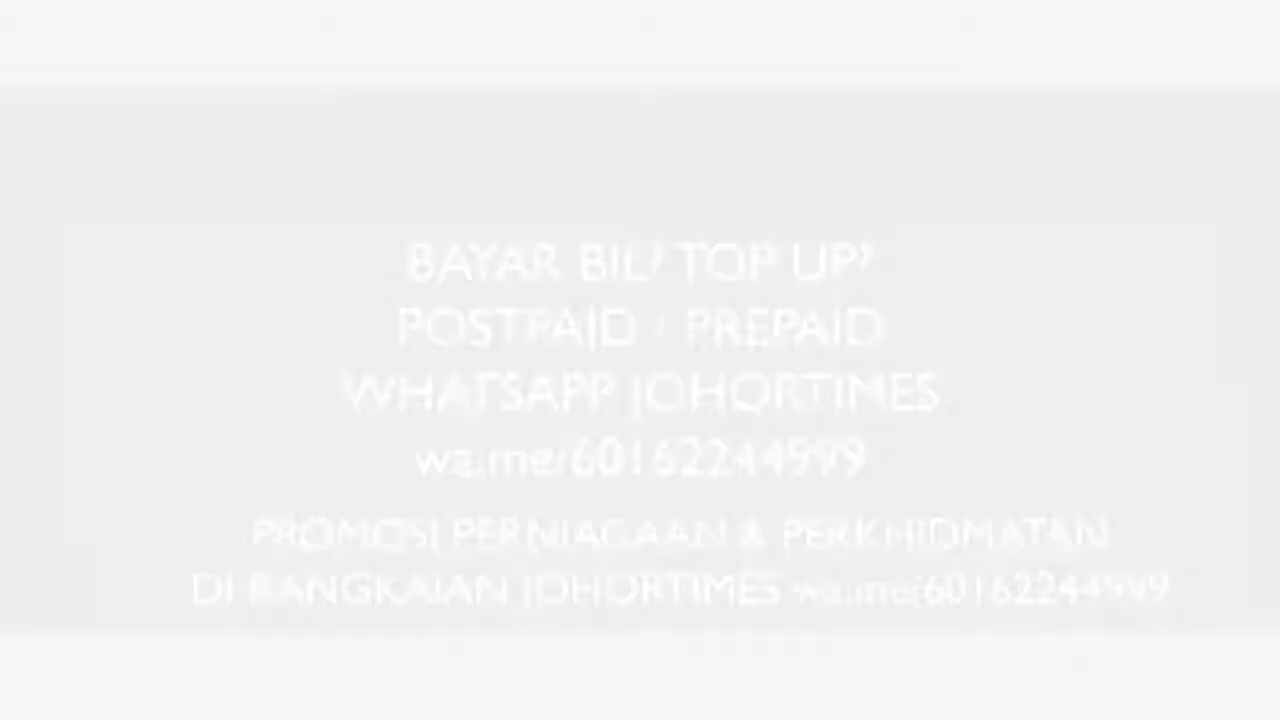 BAYAR BIL? TOP UP?
POSTPAID · PREPAID
WHATSAPP JOHORTIMES
wa.me/60162244999
PROMOSI PERNIAGAAN & PERKHIDMATAN
DI RANGKAIAN JOHORTIMES wa.me/60162244999